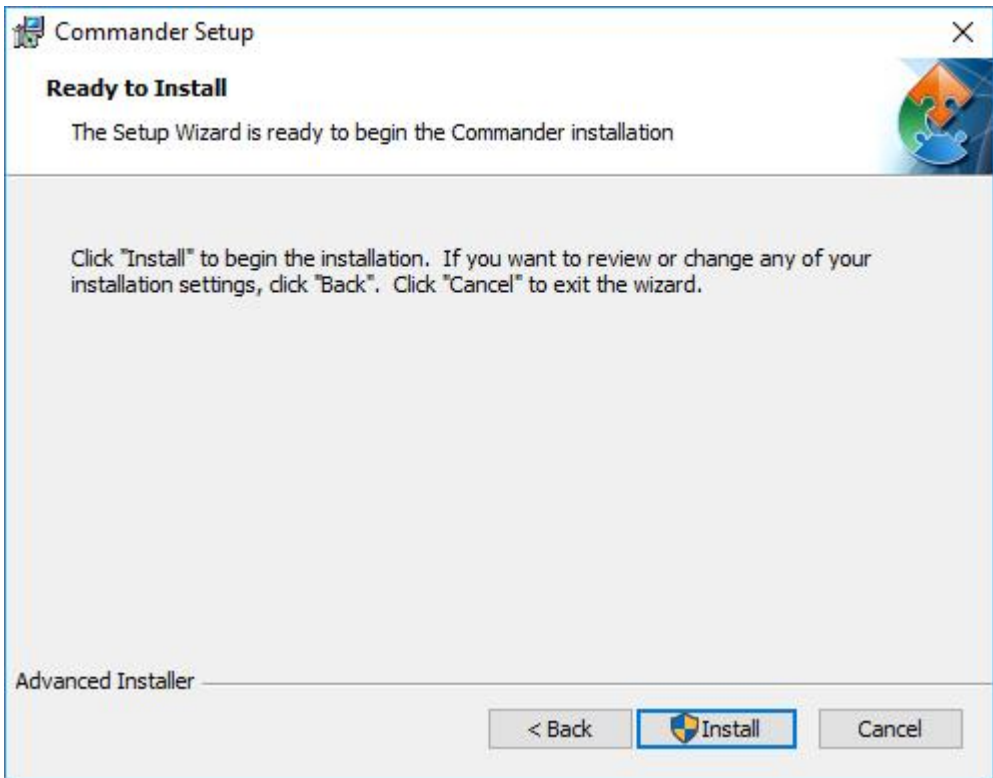 Commander Setup
Ready to Install
The Setup Wizard is ready to begin the Commander installation
Click "Install" to begin the installation.  If you want to review or change any of your
installation settings, click "Back".  Click "Cancel" to exit the wizard.
Advanced Installer
< Back Install Cancel